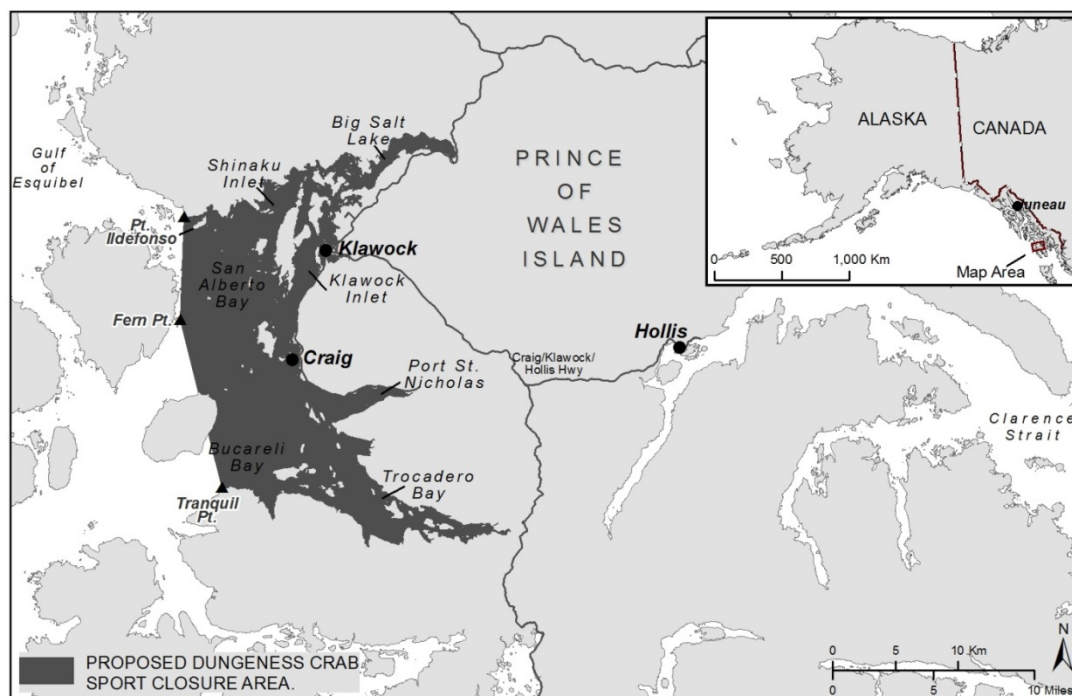 Gulf
of
Esquibel
Big Salt
Lake
Shinaku
Inlet
Pt.
Ildefonso
San
Alberto
Bay
Klawock
Klawock
Inlet
Fern Pt.
Craig
Port St.
Nicholas
Bucareli
Bay
Trocadero
Bay
Tranquil
Pt.
PRINCE
OF
WALES
ISLAND
Hollis
Craig/Klawock/
Hollis Hwy
Clarence
Strait
ALASKA
CANADA
Juneau
0 500 1,000 Km
Map Area
PROPOSED DUNGENESS CRAB
SPORT CLOSURE AREA.
N
0 5 10 Km
0 5 10 Miles